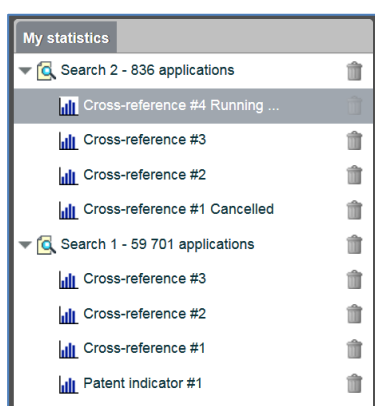 My statistics
Search 2 - 836 applications
Cross-reference #4 Running ...
Cross-reference #3
Cross-reference #2
Cross-reference #1 Cancelled
Search 1 - 59 701 applications
Cross-reference #3
Cross-reference #2
Cross-reference #1
Patent indicator #1